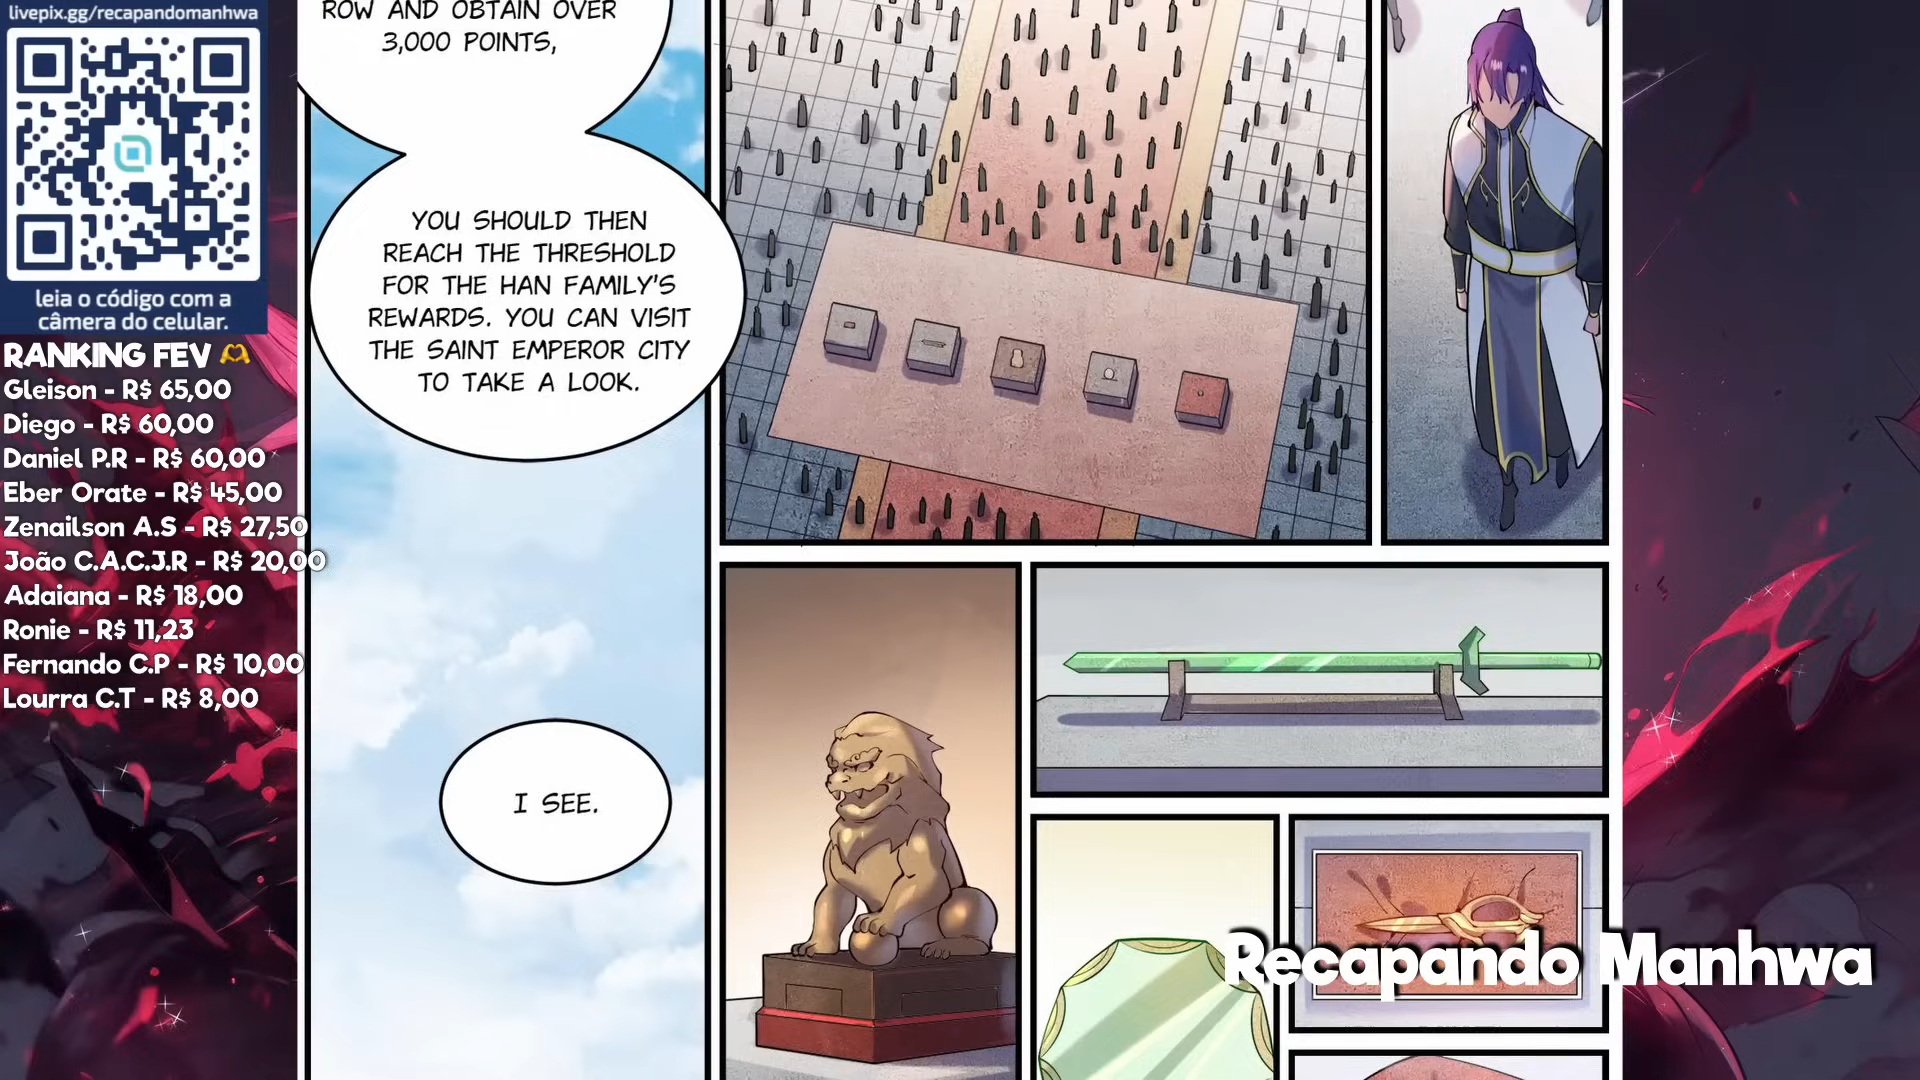 livepix.gg/recapandomanhwa
leia o código com a
câmera do celular.
RANKING FEV 🫶
Gleison - R$ 65,00
Diego - R$ 60,00
Daniel P.R - R$ 60,00
Eber Orate - R$ 45,00
Zenailson A.S - R$ 27,50
João C.A.C.J.R - R$ 20,00
Adaiana - R$ 18,00
Ronie - R$ 11,23
Fernando C.P - R$ 10,00
Lourra C.T - R$ 8,00
ROW AND OBTAIN OVER
3,000 POINTS,
YOU SHOULD THEN
REACH THE THRESHOLD
FOR THE HAN FAMILY'S
REWARDS. YOU CAN VISIT
THE SAINT EMPEROR CITY
TO TAKE A LOOK.
I SEE.
Recapando Manhwa